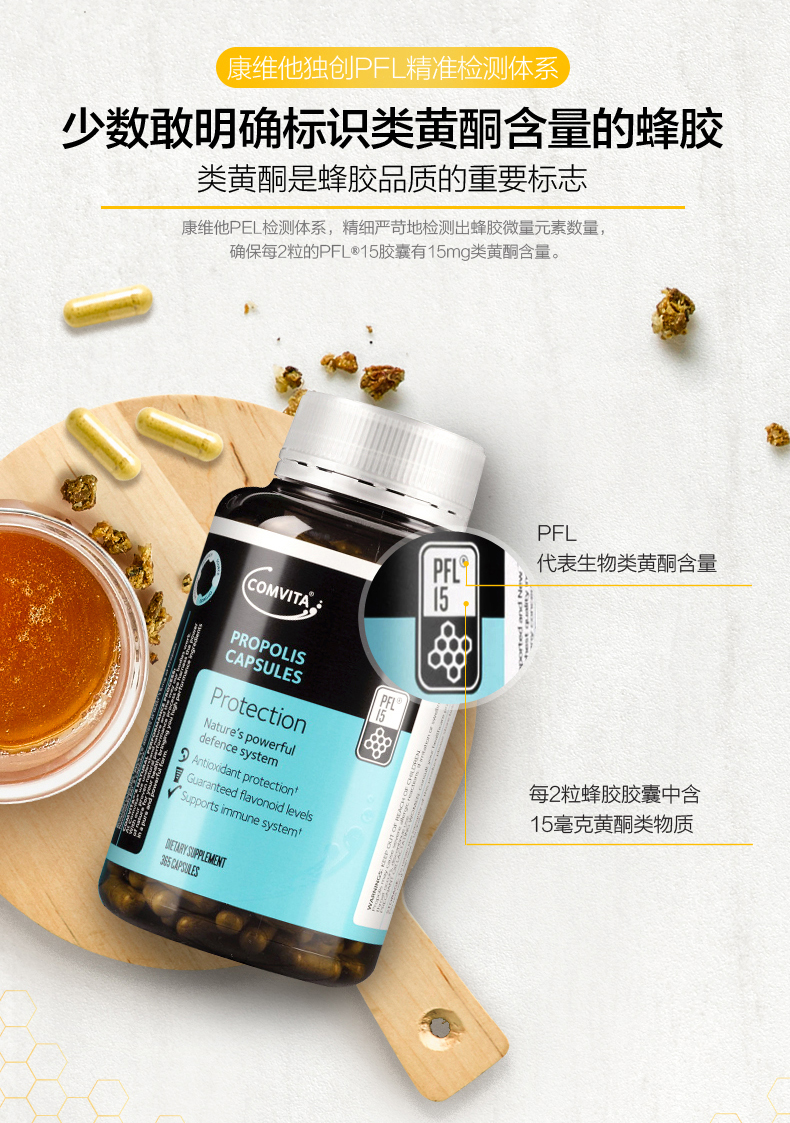 康维他独创PFL精准检测体系
少数敢明确标识类黄酮含量的蜂胶
类黄酮是蜂胶品质的重要标志
康维他PEL检测体系，精细严苛地检测出蜂胶微量元素数量，
确保每2粒的PFL®15胶囊有15mg类黄酮含量。
PFL
代表生物类黄酮含量
PFL®
15
COMVITA®
PROPOLIS
CAPSULES
Protection
Nature's powerful
defence system
Antioxidant protection†
Guaranteed flavonoid levels
Supports immune system†
DIETARY SUPPLEMENT
365 CAPSULES
PFL®
15
WARNINGS: KEEP OUT OF REACH OF CHILDREN
每2粒蜂胶胶囊中含
15毫克黄酮类物质